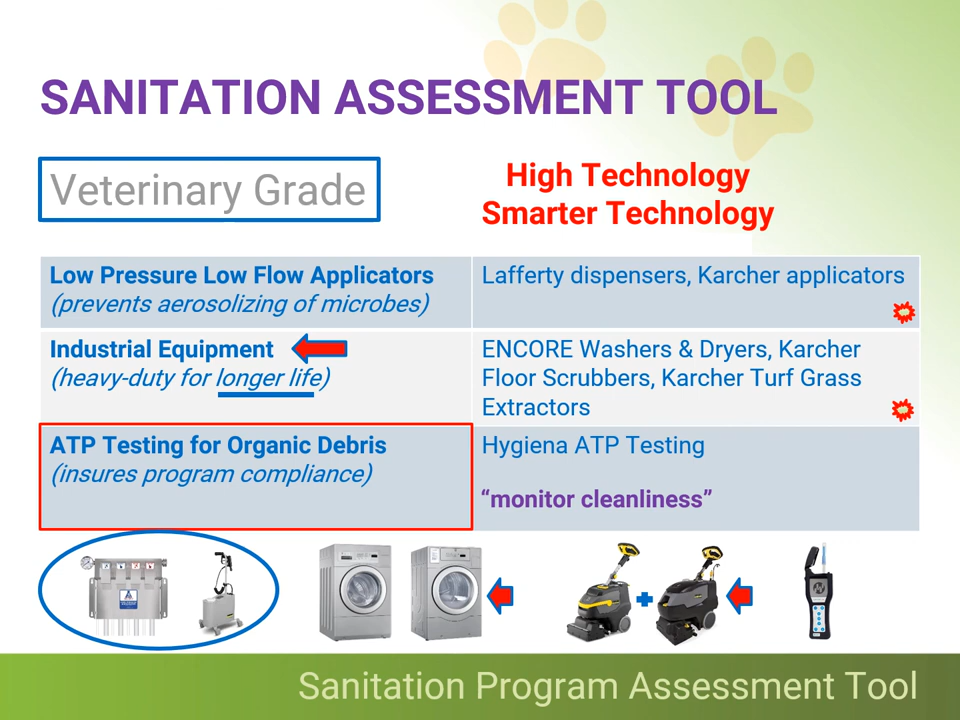 SANITATION ASSESSMENT TOOL
Veterinary Grade
High Technology
Smarter Technology
Low Pressure Low Flow Applicators
(prevents aerosolizing of microbes)
Lafferty dispensers, Karcher applicators
Industrial Equipment
(heavy-duty for longer life)
ENCORE Washers & Dryers, Karcher
Floor Scrubbers, Karcher Turf Grass
Extractors
ATP Testing for Organic Debris
(insures program compliance)
Hygiena ATP Testing
“monitor cleanliness”
Sanitation Program Assessment Tool